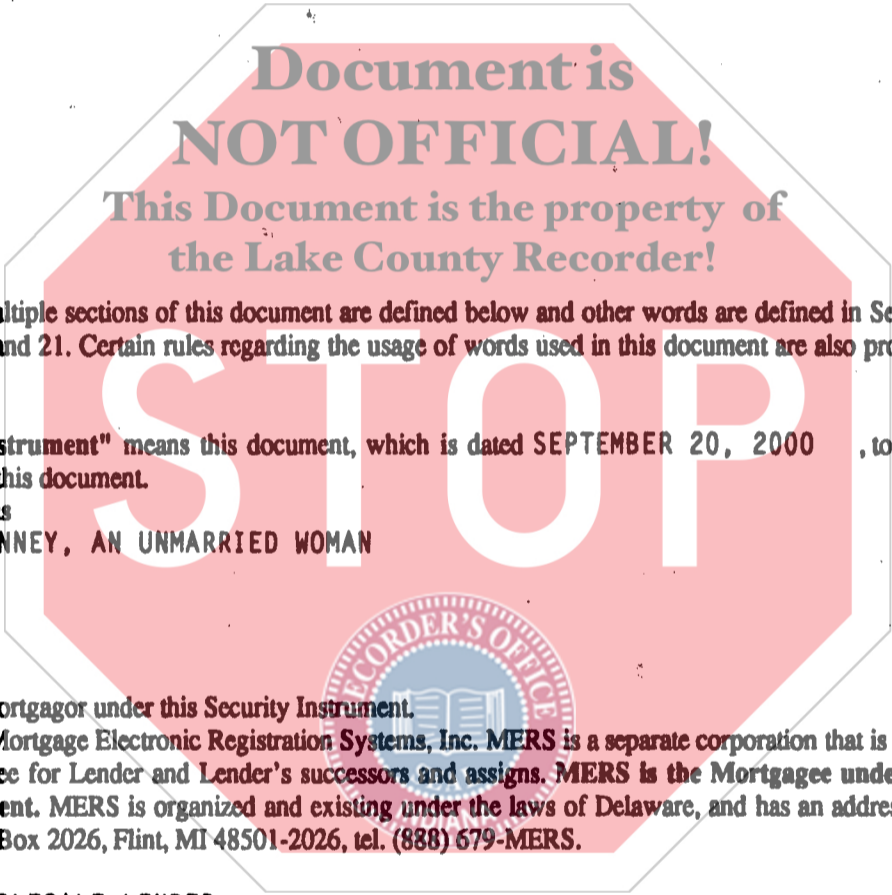 Document is
NOT OFFICIAL!
This Document is the property of
the Lake County Recorder!
ltiple sections of this document are defined below and other words are defined in Se
nd 21. Certain rules regarding the usage of words used in this document are also pro
STOP
strument" means this document, which is dated SEPTEMBER 20, 2000 , to
his document.
s
NNEY, AN UNMARRIED WOMAN
ECORDER'S OFFICE
ortgagor under this Security Instrument.
Mortgage Electronic Registration Systems, Inc. MERS is a separate corporation that is
ee for Lender and Lender's successors and assigns. MERS is the Mortgagee unde
ent. MERS is organized and existing under the laws of Delaware, and has an addres
INDIANA
Box 2026, Flint, MI 48501-2026, tel. (888) 679-MERS.